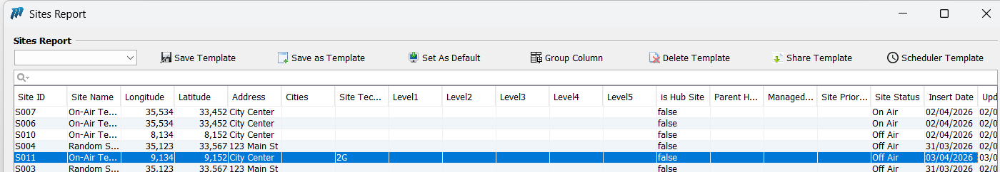 Sites Report
Sites Report
Save Template Save as Template Set As Default Group Column Delete Template Share Template Scheduler Template
Site ID Site Name Longitude Latitude Address Cities Site Tec... Level1 Level2 Level3 Level4 Level5 is Hub Site Parent H... Managed... Site Prior... Site Status Insert Date Upd
S007 On-Air Te... 35,534 33,452 City Center false On Air 02/04/2026 02/0
S006 On-Air Te... 35,534 33,452 City Center false On Air 02/04/2026 02/0
S010 On-Air Te... 8,134 8,152 City Center false Off Air 02/04/2026 02/0
S004 Random S... 35,123 33,567 123 Main St false Off Air 31/03/2026 02/0
S011 On-Air Te... 9,134 9,152 City Center 2G false Off Air 03/04/2026 03/0
S003 Random S... 35,123 33,567 123 Main St false Off Air 31/03/2026 02/0